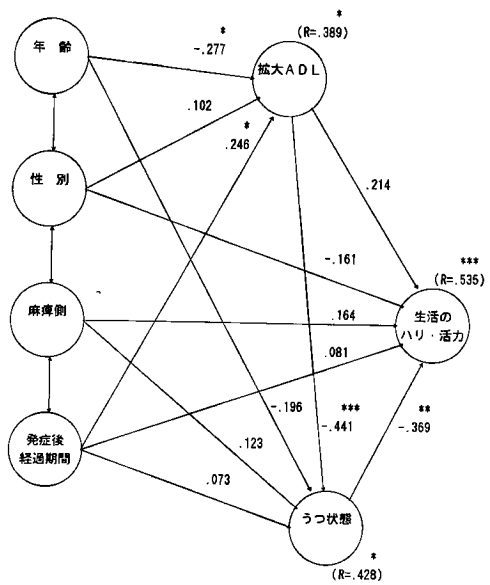 *
(R=.389)
年 齢
*
-.277
拡大ADL
.102
*
.246
性 別
.214
-.161
***
(R=.535)
麻痺側
.164
生活の
ハリ・活力
.081
発症後
経過期間
-.196
***
-.441
**
-.369
.123
.073
うつ状態
*
(R=.428)